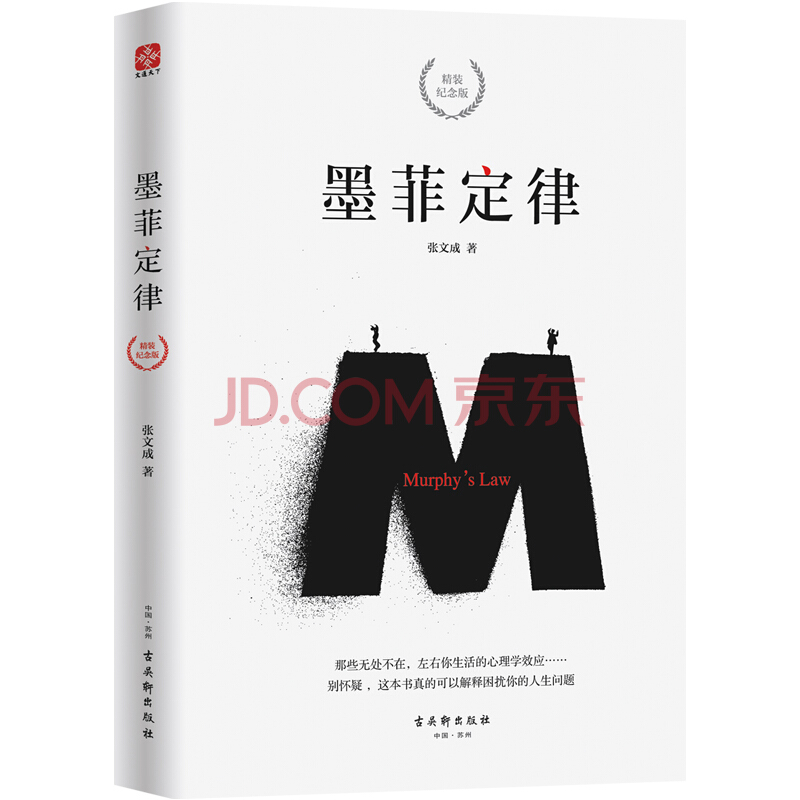 文通天下
墨菲定律
精装
纪念版
张文成 著
中国·苏州
古吴轩出版社
精装
纪念版
墨菲定律
张文成 著
JD.COM 京东
Murphy's Law
那些无处不在，左右你生活的心理学效应……
别怀疑，这本书真的可以解释困扰你的人生问题
古吴轩出版社
中国·苏州